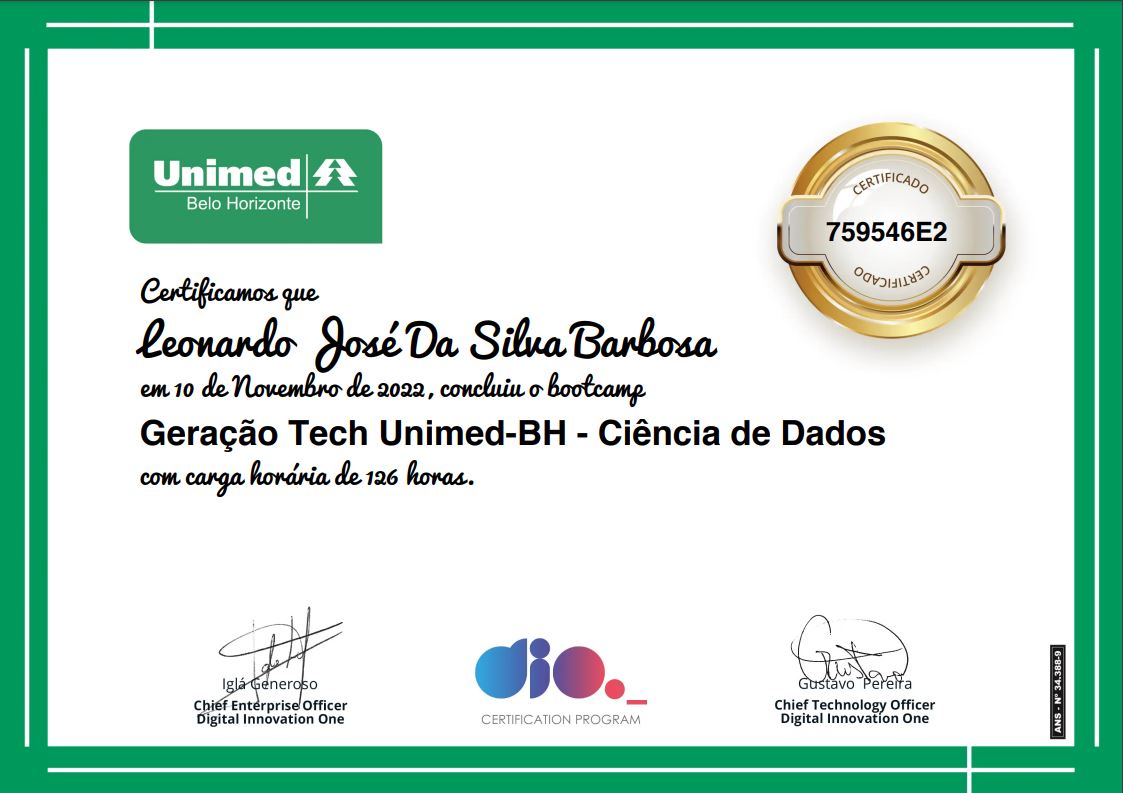 Unimed
Belo Horizonte
CERTIFICADO
759546E2
CERTIFICADO
Certificamos que
Leonardo José Da Silva Barbosa
em 10 de Novembro de 2022, concluiu o bootcamp
Geração Tech Unimed-BH - Ciência de Dados
com carga horária de 126 horas.
Iglá Generoso
Chief Enterprise Officer
Digital Innovation One
dio._
CERTIFICATION PROGRAM
Gustavo Pereira
Chief Technology Officer
Digital Innovation One
ANS - Nº 34.388-9